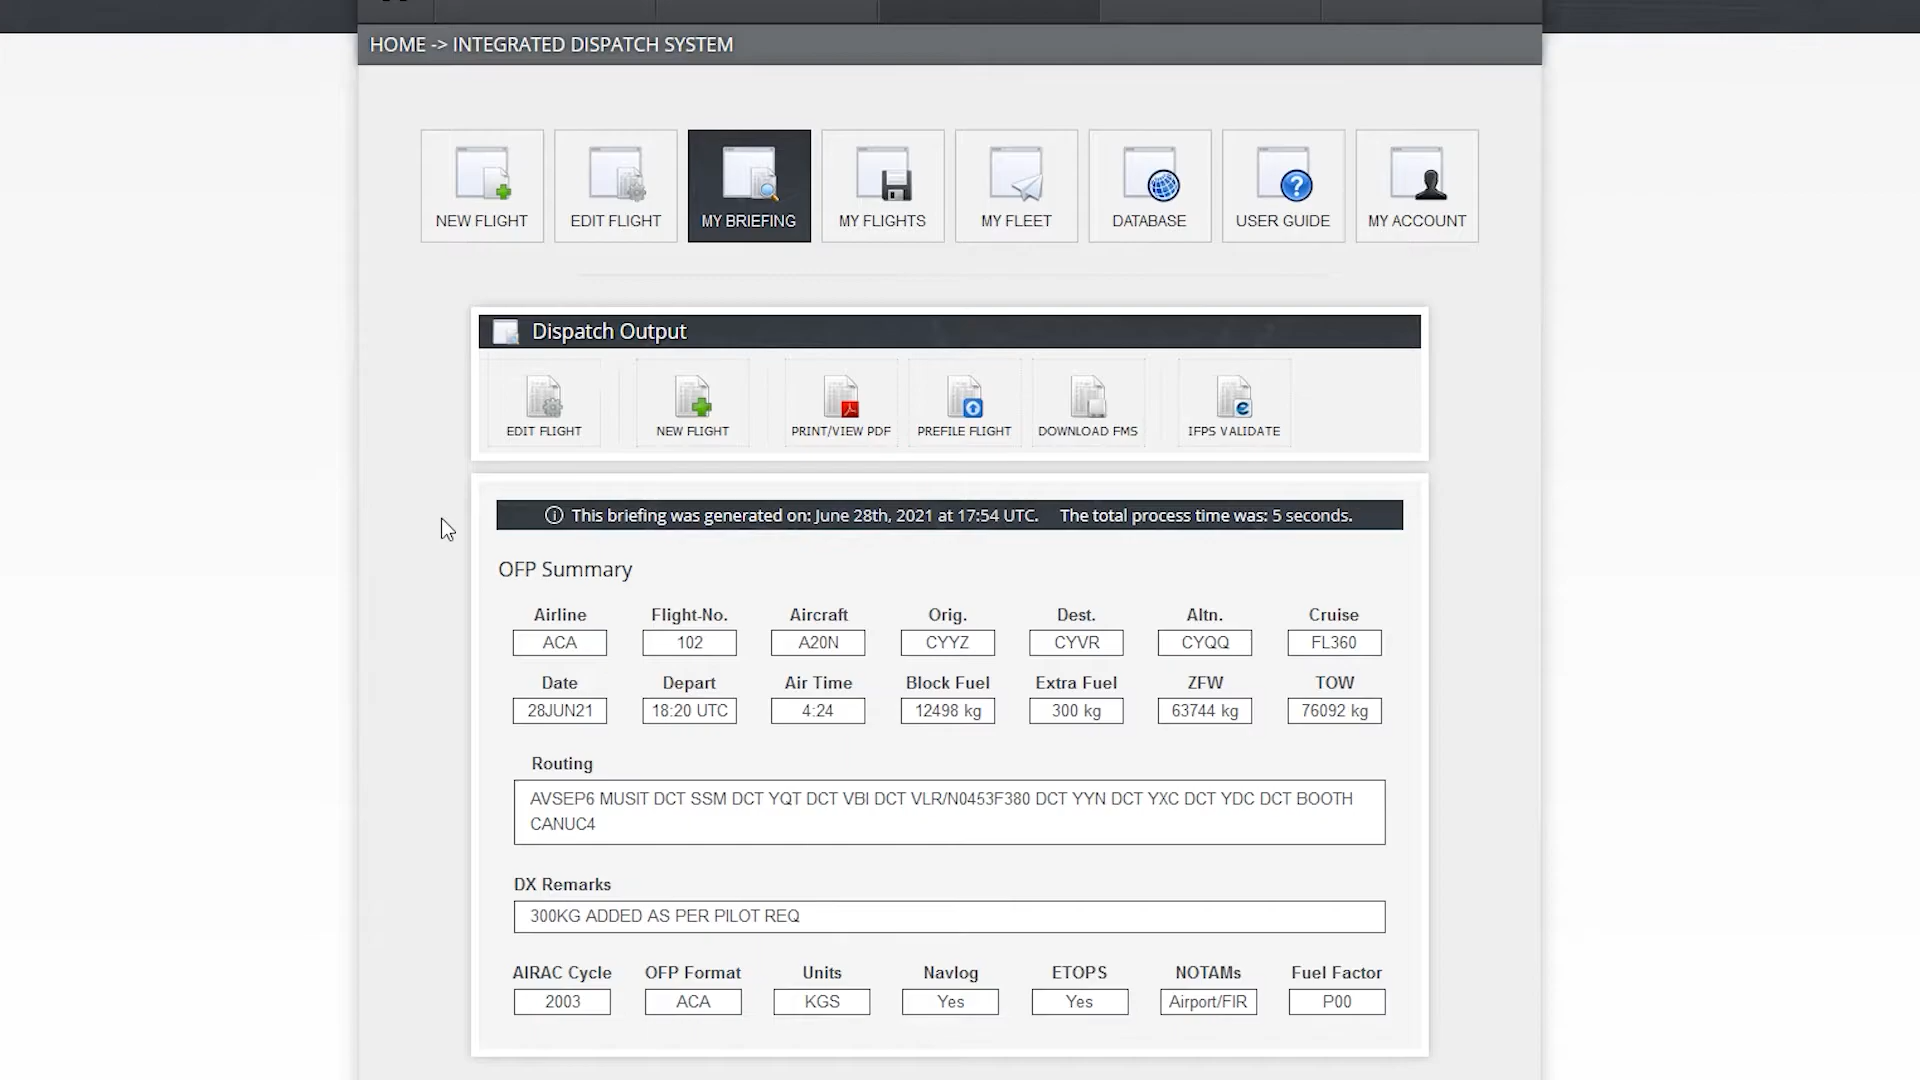 HOME -> INTEGRATED DISPATCH SYSTEM
NEW FLIGHT
EDIT FLIGHT
MY BRIEFING
MY FLIGHTS
MY FLEET
DATABASE
USER GUIDE
MY ACCOUNT
Dispatch Output
EDIT FLIGHT
NEW FLIGHT
PRINT/VIEW PDF
PREFILE FLIGHT
DOWNLOAD FMS
IFPS VALIDATE
This briefing was generated on: June 28th, 2021 at 17:54 UTC. The total process time was: 5 seconds.
OFP Summary
Airline Flight-No. Aircraft Orig. Dest. Altn. Cruise
ACA 102 A20N CYYZ CYVR CYQQ FL360
Date Depart Air Time Block Fuel Extra Fuel ZFW TOW
28JUN21 18:20 UTC 4:24 12498 kg 300 kg 63744 kg 76092 kg
Routing
AVSEP6 MUSIT DCT SSM DCT YQT DCT VBI DCT VLR/N0453F380 DCT YYN DCT YXC DCT YDC DCT BOOTH
CANUC4
DX Remarks
300KG ADDED AS PER PILOT REQ
AIRAC Cycle OFP Format Units Navlog ETOPS NOTAMs Fuel Factor
2003 ACA KGS Yes Yes Airport/FIR P00